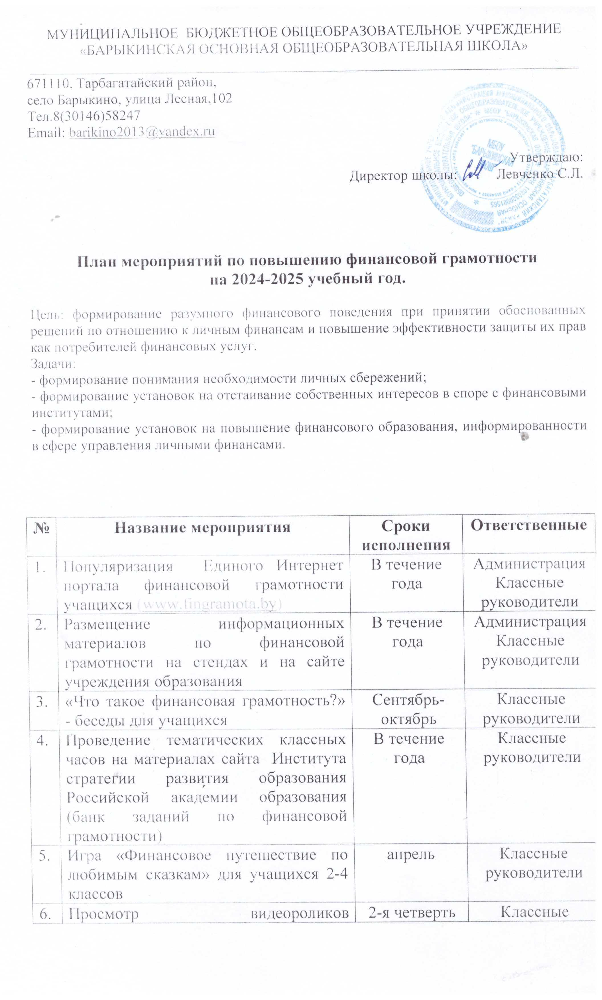 МУНИЦИПАЛЬНОЕ БЮДЖЕТНОЕ ОБЩЕОБРАЗОВАТЕЛЬНОЕ УЧРЕЖДЕНИЕ
«БАРЫКИНСКАЯ ОСНОВНАЯ ОБЩЕОБРАЗОВАТЕЛЬНАЯ ШКОЛА»
671110, Тарбагатайский район,
село Барыкино, улица Лесная,102
Тел.8(30146)58247
Email: barikino2013@yandex.ru
МБОУ
"БАРЫКИНСКАЯ
Утверждаю:
Директор школы: Левченко С.Л.
План мероприятий по повышению финансовой грамотности
на 2024-2025 учебный год.
Цель: формирование разумного финансового поведения при принятии обоснованных
решений по отношению к личным финансам и повышение эффективности защиты их прав
как потребителей финансовых услуг.
Задачи:
- формирование понимания необходимости личных сбережений;
- формирование установок на отстаивание собственных интересов в споре с финансовыми
институтами;
- формирование установок на повышение финансового образования, информированности
в сфере управления личными финансами.
№ Название мероприятия Сроки Ответственные
исполнения
1. Популяризация Единого Интернет В течение Администрация
портала финансовой грамотности года Классные
учащихся (www.fingramota.by) руководители
2. Размещение информационных В течение Администрация
материалов по финансовой года Классные
грамотности на стендах и на сайте руководители
учреждения образования
3. «Что такое финансовая грамотность?» Сентябрь- Классные
- беседы для учащихся октябрь руководители
4. Проведение тематических классных В течение Классные
часов на материалах сайта Института года руководители
стратегии развития образования
Российской академии образования
(банк заданий по финансовой
грамотности)
5. Игра «Финансовое путешествие по апрель Классные
любимым сказкам» для учащихся 2-4 руководители
классов
6. Просмотр видеороликов 2-я четверть Классные